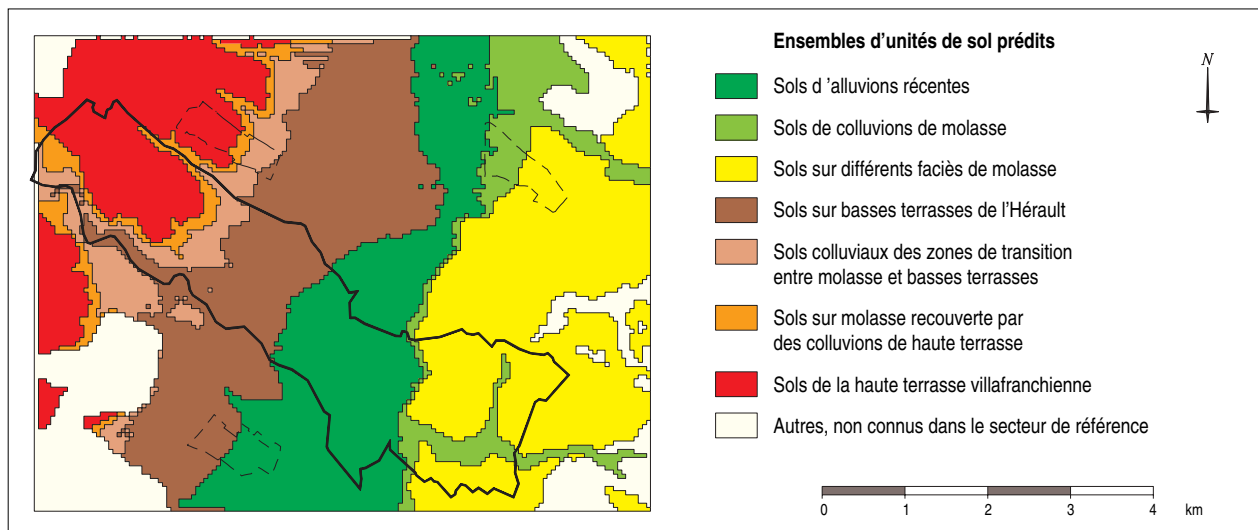 Ensembles d’unités de sol prédits
N
Sols d ’alluvions récentes
Sols de colluvions de molasse
Sols sur différents faciès de molasse
Sols sur basses terrasses de l’Hérault
Sols colluviaux des zones de transition
entre molasse et basses terrasses
Sols sur molasse recouverte par
des colluvions de haute terrasse
Sols de la haute terrasse villafranchienne
Autres, non connus dans le secteur de référence
0 1 2 3 4 km